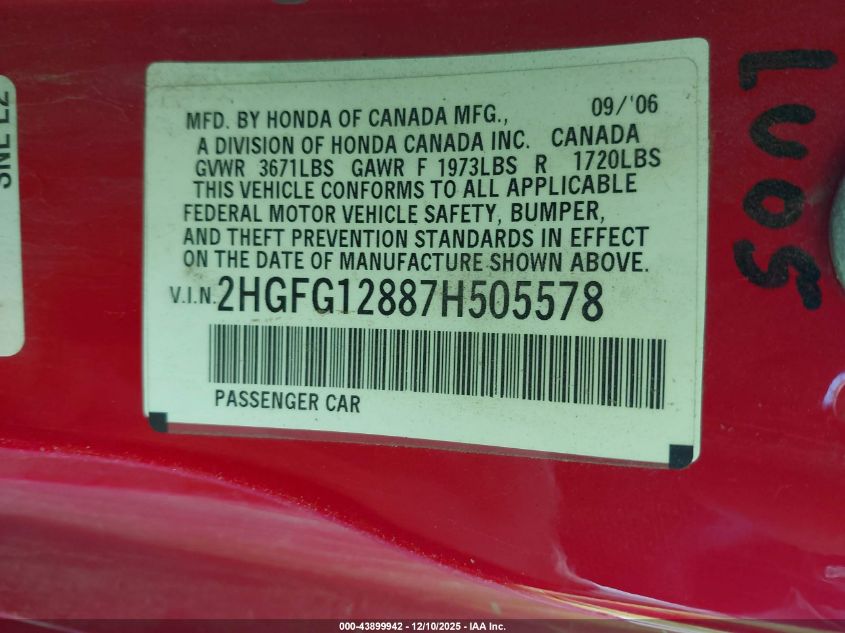 MFD. BY HONDA OF CANADA MFG., 09/'06
A DIVISION OF HONDA CANADA INC. CANADA
GVWR 3671LBS GAWR F 1973LBS R 1720LBS
THIS VEHICLE CONFORMS TO ALL APPLICABLE
FEDERAL MOTOR VEHICLE SAFETY, BUMPER,
AND THEFT PREVENTION STANDARDS IN EFFECT
ON THE DATE OF MANUFACTURE SHOWN ABOVE.
V.I.N. 2HGFG12887H505578
PASSENGER CAR
000-43899942 - 12/10/2025 - IAA Inc.